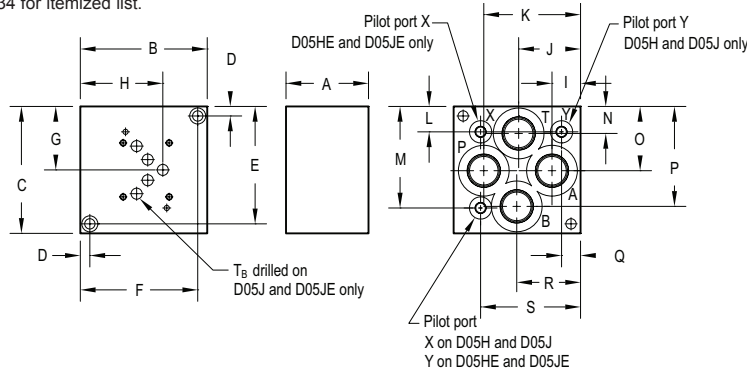 34 for itemized list.
B
D
H
A
G
C
E
D
F
T_B drilled on
D05J and D05JE only
Pilot port X
D05HE and D05JE only
K
J
I
Pilot port Y
D05H and D05J only
L
M
X
T
Y
P
A
B
N
O
P
Q
R
S
Pilot port
X on D05H and D05J
Y on D05HE and D05JE